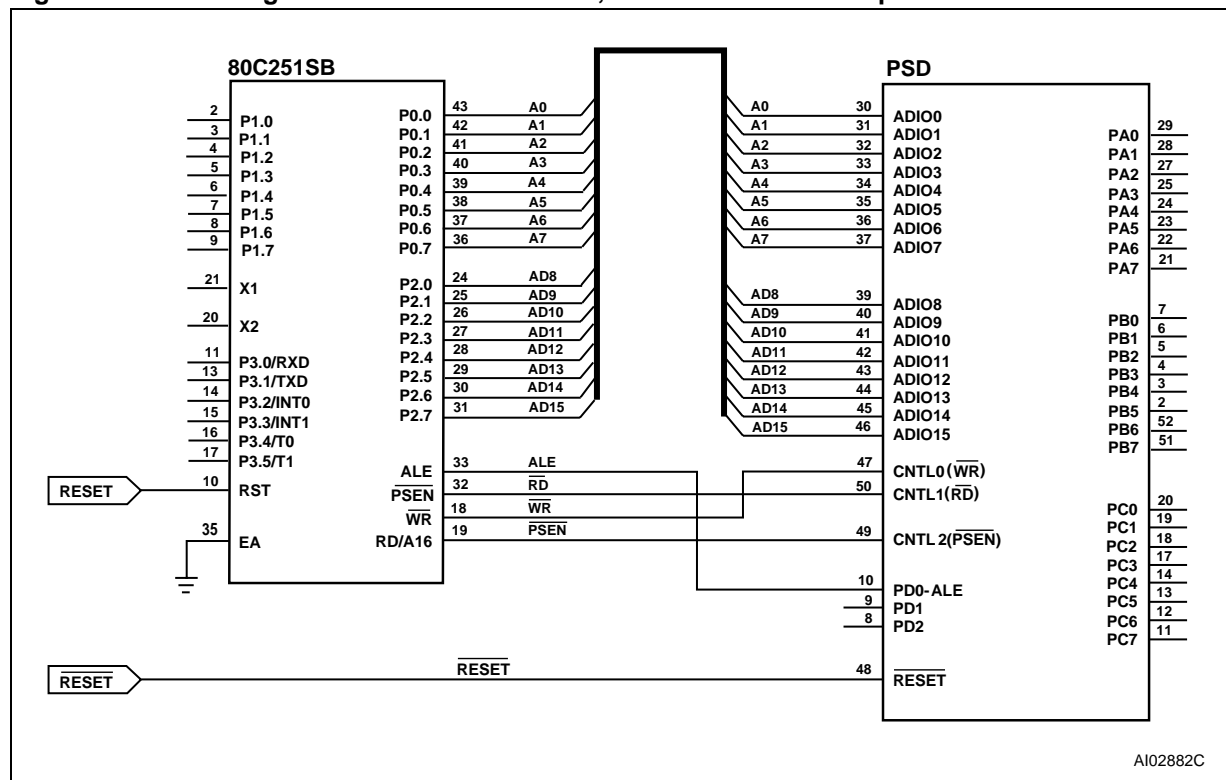 80C251SB
PSD
2 P1.0
3 P1.1
4 P1.2
5 P1.3
6 P1.4
7 P1.5
8 P1.6
9 P1.7
21 X1
20 X2
11 P3.0/RXD
13 P3.1/TXD
14 P3.2/INT0
15 P3.3/INT1
16 P3.4/T0
17 P3.5/T1
RESET 10 RST
35 EA
P0.0 43 A0
P0.1 42 A1
P0.2 41 A2
P0.3 40 A3
P0.4 39 A4
P0.5 38 A5
P0.6 37 A6
P0.7 36 A7
P2.0 24 AD8
P2.1 25 AD9
P2.2 26 AD10
P2.3 27 AD11
P2.4 28 AD12
P2.5 29 AD13
P2.6 30 AD14
P2.7 31 AD15
ALE 33 ALE
PSEN 32 RD
WR 18 WR
RD/A16 19 PSEN
A0 30 ADIO0
A1 31 ADIO1
A2 32 ADIO2
A3 33 ADIO3
A4 34 ADIO4
A5 35 ADIO5
A6 36 ADIO6
A7 37 ADIO7
AD8 39 ADIO8
AD9 40 ADIO9
AD10 41 ADIO10
AD11 42 ADIO11
AD12 43 ADIO12
AD13 44 ADIO13
AD14 45 ADIO14
AD15 46 ADIO15
47 CNTL0(WR)
50 CNTL1(RD)
49 CNTL 2(PSEN)
10 PD0-ALE
9 PD1
8 PD2
RESET RESET 48 RESET
PA0 29
PA1 28
PA2 27
PA3 25
PA4 24
PA5 23
PA6 22
PA7 21
PB0 7
PB1 6
PB2 5
PB3 4
PB4 3
PB5 2
PB6 52
PB7 51
PC0 20
PC1 19
PC2 18
PC3 17
PC4 14
PC5 13
PC6 12
PC7 11
AI02882C